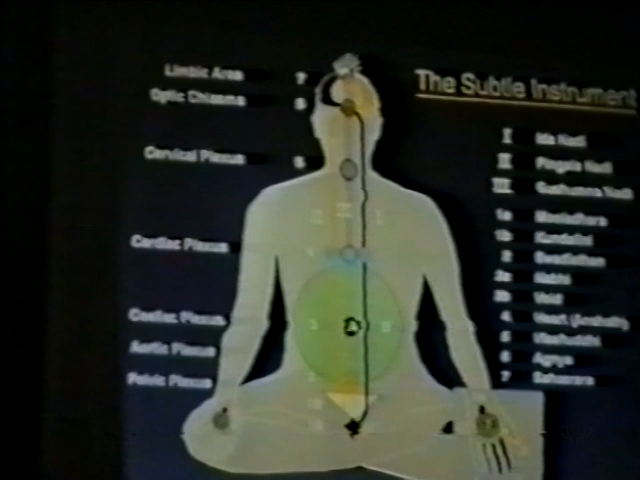 The Subtle Instrument
Limbic Area 7
Optic Chiasma 6
Cervical Plexus 5
Cardiac Plexus
Coeliac Plexus
Aortic Plexus
Pelvic Plexus
I Ida Nadi
II Pingala Nadi
III Sushumna Nadi
1a Mooladhara
1b Kundalini
2 Swadisthan
3a Nabhi
3b Void
4 Heart (Anahath)
5 Vishuddhi
6 Agnya
7 Sahasrara